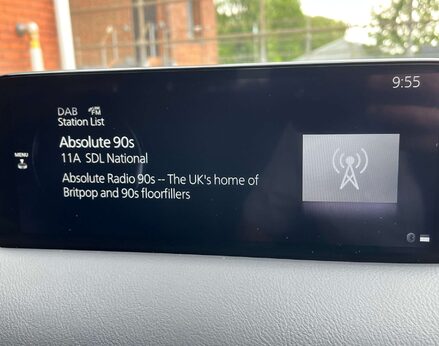 9:55
DAB
FM
Station List
Absolute 90s
11A SDL National
MENU
Absolute Radio 90s -- The UK's home of
Britpop and 90s floorfillers